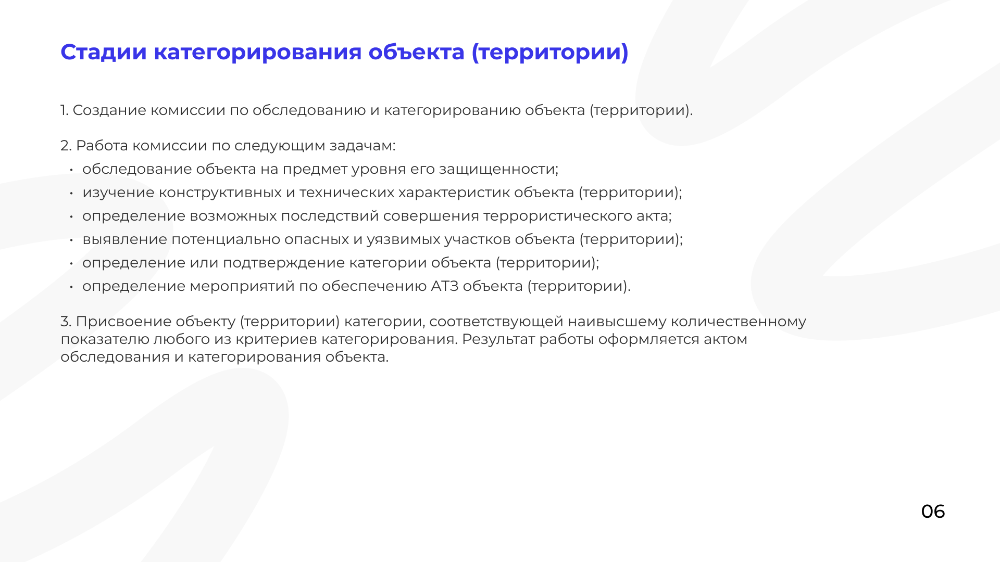 Стадии категорирования объекта (территории)
1. Создание комиссии по обследованию и категорированию объекта (территории).
2. Работа комиссии по следующим задачам:
• обследование объекта на предмет уровня его защищенности;
• изучение конструктивных и технических характеристик объекта (территории);
• определение возможных последствий совершения террористического акта;
• выявление потенциально опасных и уязвимых участков объекта (территории);
• определение или подтверждение категории объекта (территории);
• определение мероприятий по обеспечению АТЗ объекта (территории).
3. Присвоение объекту (территории) категории, соответствующей наивысшему количественному
показателю любого из критериев категорирования. Результат работы оформляется актом
обследования и категорирования объекта.
06